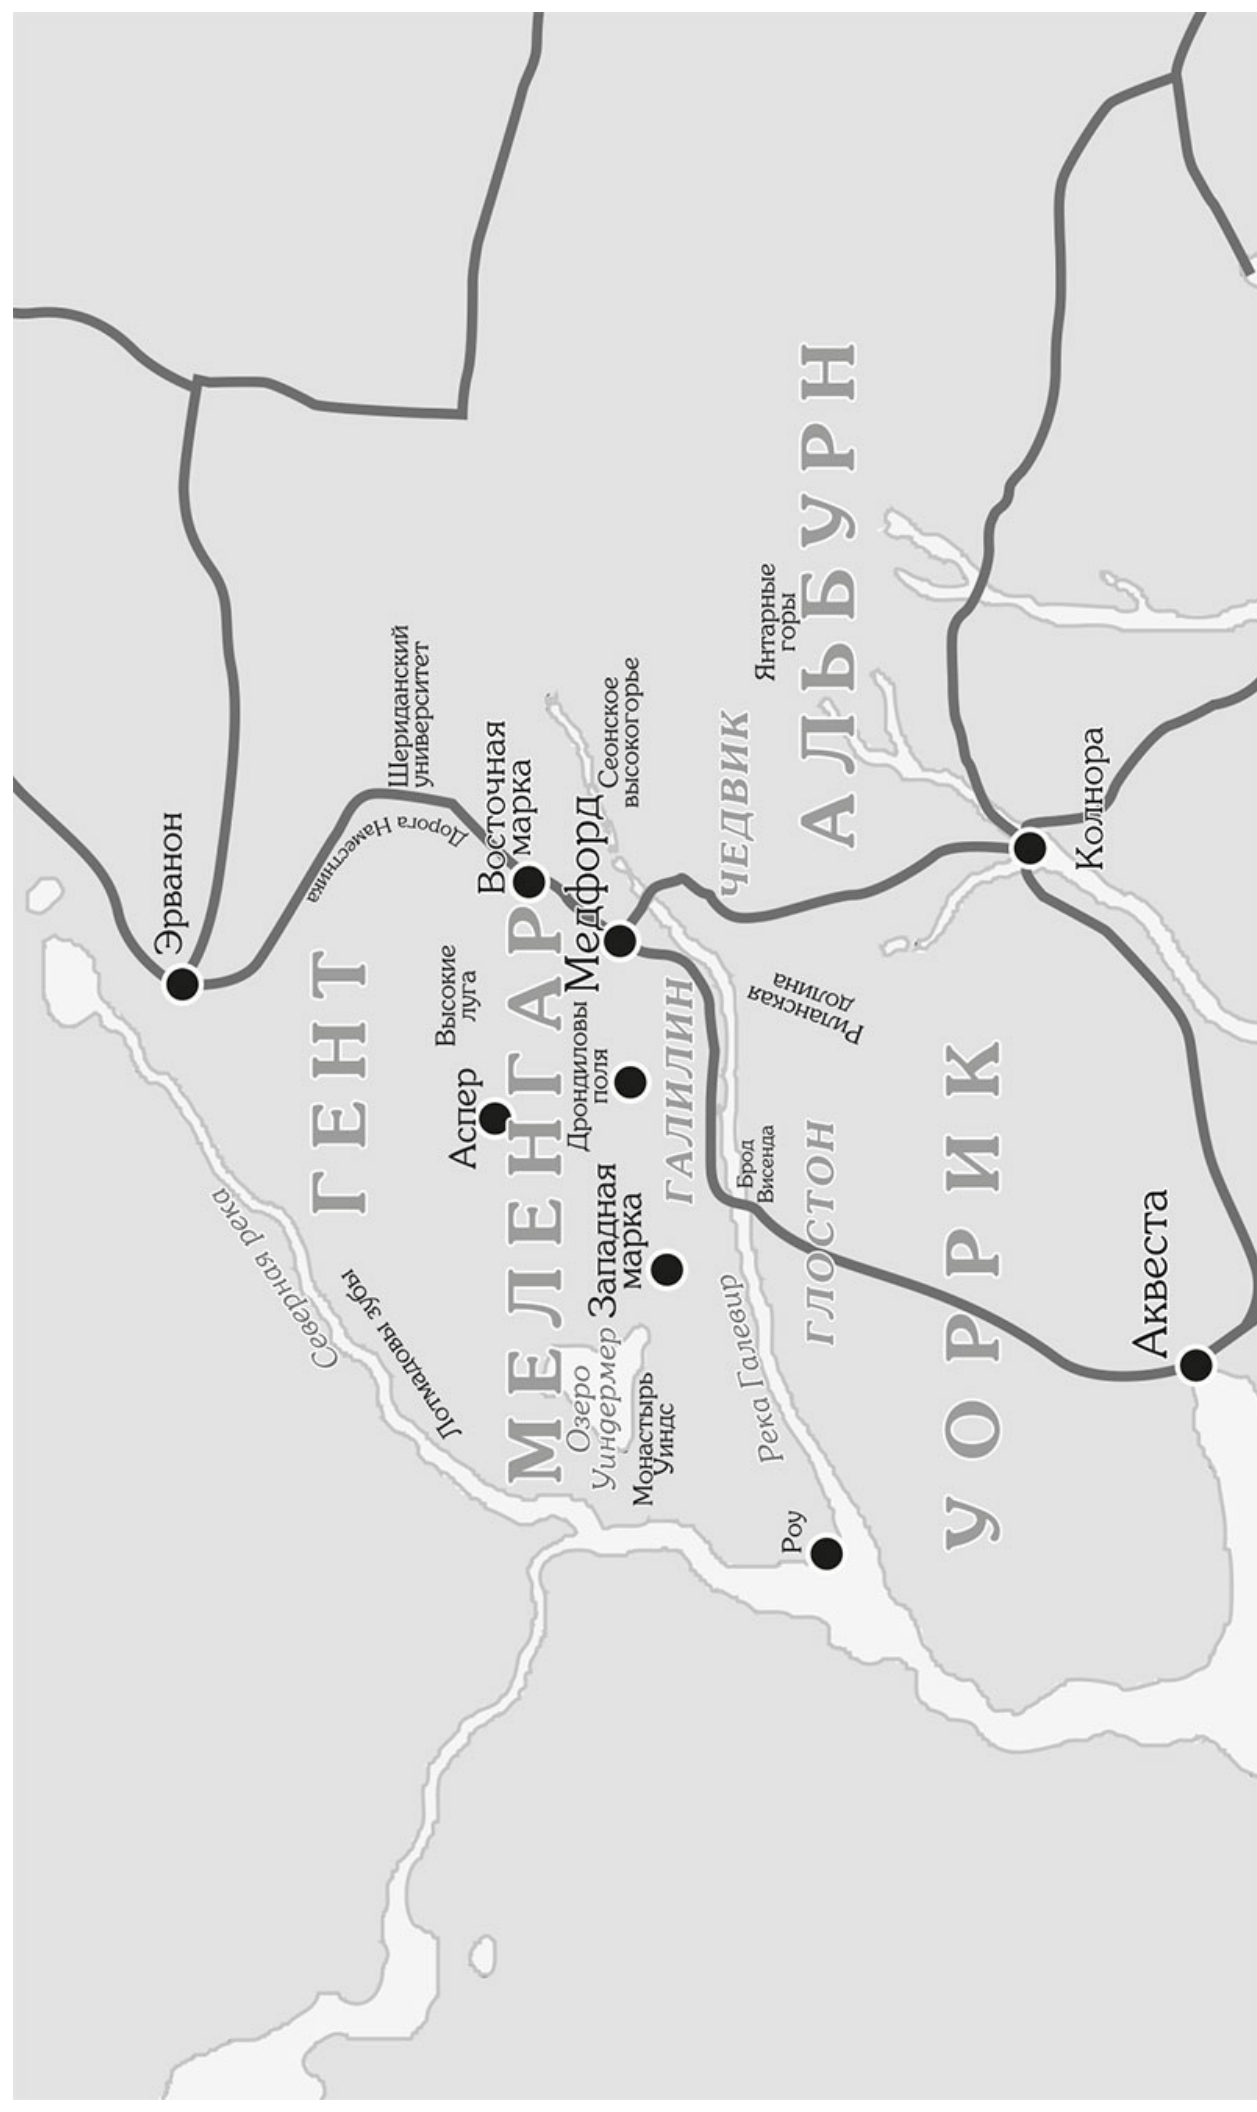 Эрванон
ГЕНТ
Северная река
Лотмадовы зубы
Дорога Наместника
Шериданский
университет
Высокие
луга
Аспер
Восточная
марка
МЕЛЕНГАР
Медфорд
Сеонское
высокогорье
Дрондиловы
поля
Западная
марка
Озеро
Уиндермер
Монастырь
Уиндс
ГАЛИЛИН
ЧЕДВИК
Янтарные
горы
Брод
Висенда
Река Галевир
Риланская
долина
Роу
ГЛОСТОН
АЛЬБУРН
УОРРИК
Колнора
Аквеста